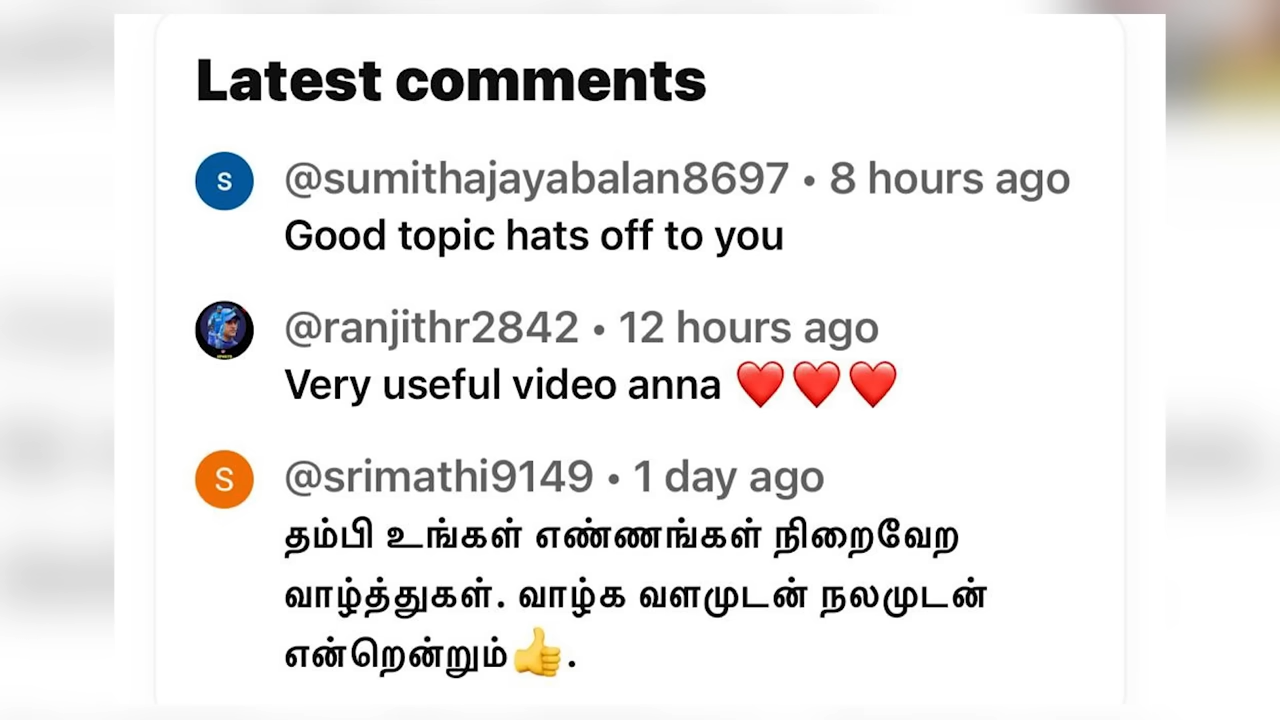 Latest comments
S
@sumithajayabalan8697 • 8 hours ago
Good topic hats off to you
@ranjithr2842 • 12 hours ago
Very useful video anna ❤️❤️❤️
S
@srimathi9149 • 1 day ago
தம்பி உங்கள் எண்ணங்கள் நிறைவேற
வாழ்த்துகள். வாழ்க வளமுடன் நலமுடன்
என்றென்றும்👍.